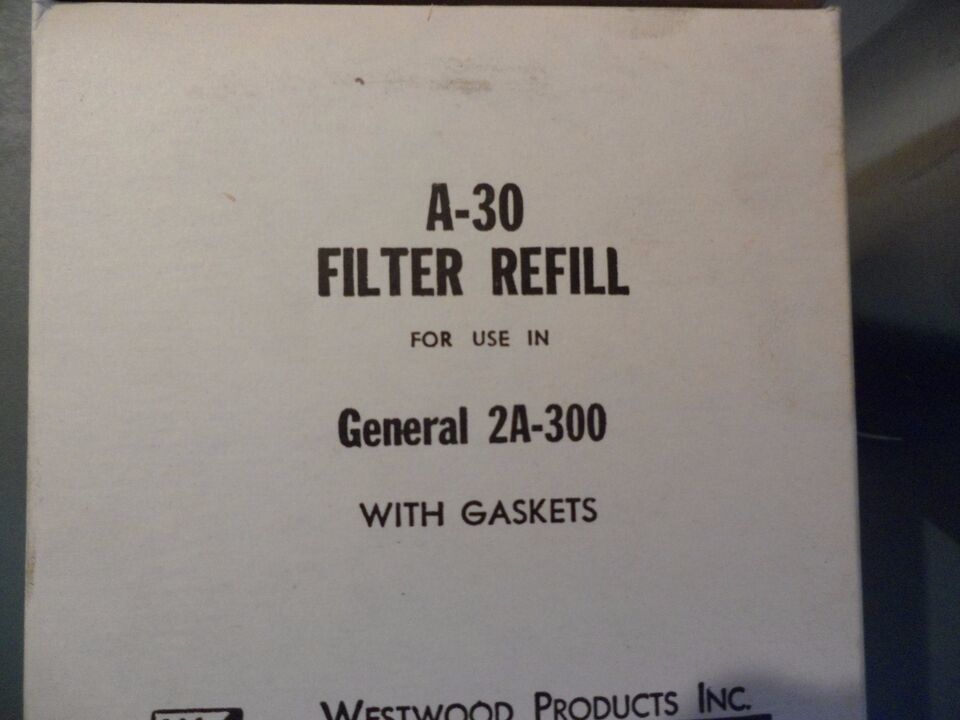 A-30
FILTER REFILL
FOR USE IN
General 2A-300
WITH GASKETS
WESTWOOD PRODUCTS INC.